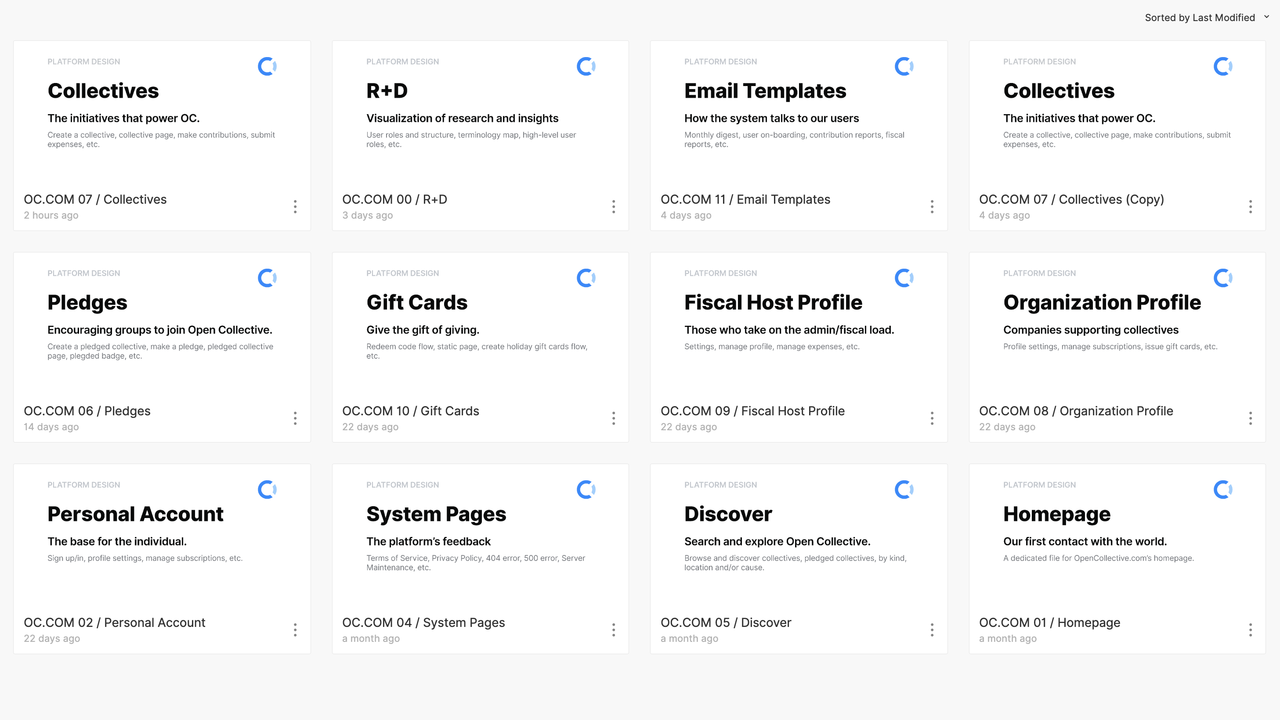 Sorted by Last Modified
PLATFORM DESIGN
Collectives
The initiatives that power OC.
Create a collective, collective page, make contributions, submit
expenses, etc.
OC.COM 07 / Collectives
2 hours ago
PLATFORM DESIGN
R+D
Visualization of research and insights
User roles and structure, terminology map, high-level user
roles, etc.
OC.COM 00 / R+D
3 days ago
PLATFORM DESIGN
Email Templates
How the system talks to our users
Monthly digest, user on-boarding, contribution reports, fiscal
reports, etc.
OC.COM 11 / Email Templates
4 days ago
PLATFORM DESIGN
Collectives
The initiatives that power OC.
Create a collective, collective page, make contributions, submit
expenses, etc.
OC.COM 07 / Collectives (Copy)
4 days ago
PLATFORM DESIGN
Pledges
Encouraging groups to join Open Collective.
Create a pledged collective, make a pledge, pledged collective
page, plegded badge, etc.
OC.COM 06 / Pledges
14 days ago
PLATFORM DESIGN
Gift Cards
Give the gift of giving.
Redeem code flow, static page, create holiday gift cards flow,
etc.
OC.COM 10 / Gift Cards
22 days ago
PLATFORM DESIGN
Fiscal Host Profile
Those who take on the admin/fiscal load.
Settings, manage profile, manage expenses, etc.
OC.COM 09 / Fiscal Host Profile
22 days ago
PLATFORM DESIGN
Organization Profile
Companies supporting collectives
Profile settings, manage subscriptions, issue gift cards, etc.
OC.COM 08 / Organization Profile
22 days ago
PLATFORM DESIGN
Personal Account
The base for the individual.
Sign up/in, profile settings, manage subscriptions, etc.
OC.COM 02 / Personal Account
22 days ago
PLATFORM DESIGN
System Pages
The platform's feedback
Terms of Service, Privacy Policy, 404 error, 500 error, Server
Maintenance, etc.
OC.COM 04 / System Pages
a month ago
PLATFORM DESIGN
Discover
Search and explore Open Collective.
Browse and discover collectives, pledged collectives, by kind,
location and/or cause.
OC.COM 05 / Discover
a month ago
PLATFORM DESIGN
Homepage
Our first contact with the world.
A dedicated file for OpenCollective.com's homepage.
OC.COM 01 / Homepage
a month ago